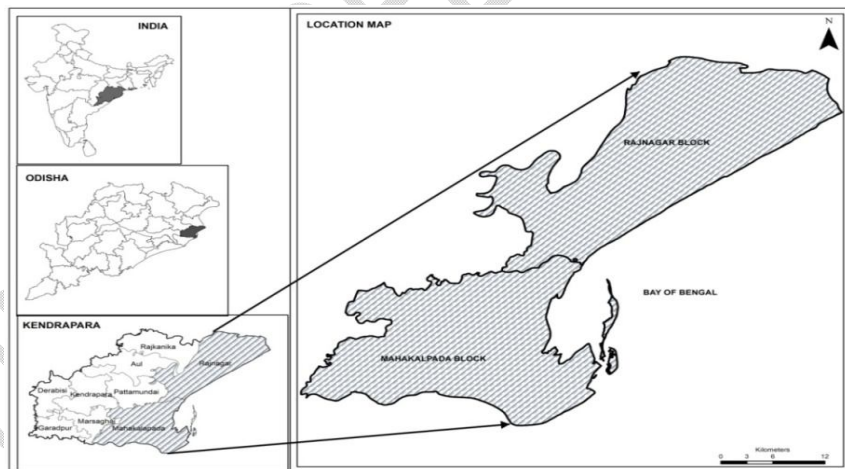 INDIA
ODISHA
KENDRAPARA
Rajkanika
Aul
Rajnagar
Derabisi
Kendrapara
Pattamundai
Marsaghai
Mahakalapada
Garadpur
LOCATION MAP
N
RAJNAGAR BLOCK
BAY OF BENGAL
MAHAKALPADA BLOCK
Kilometers
0 3 6 12